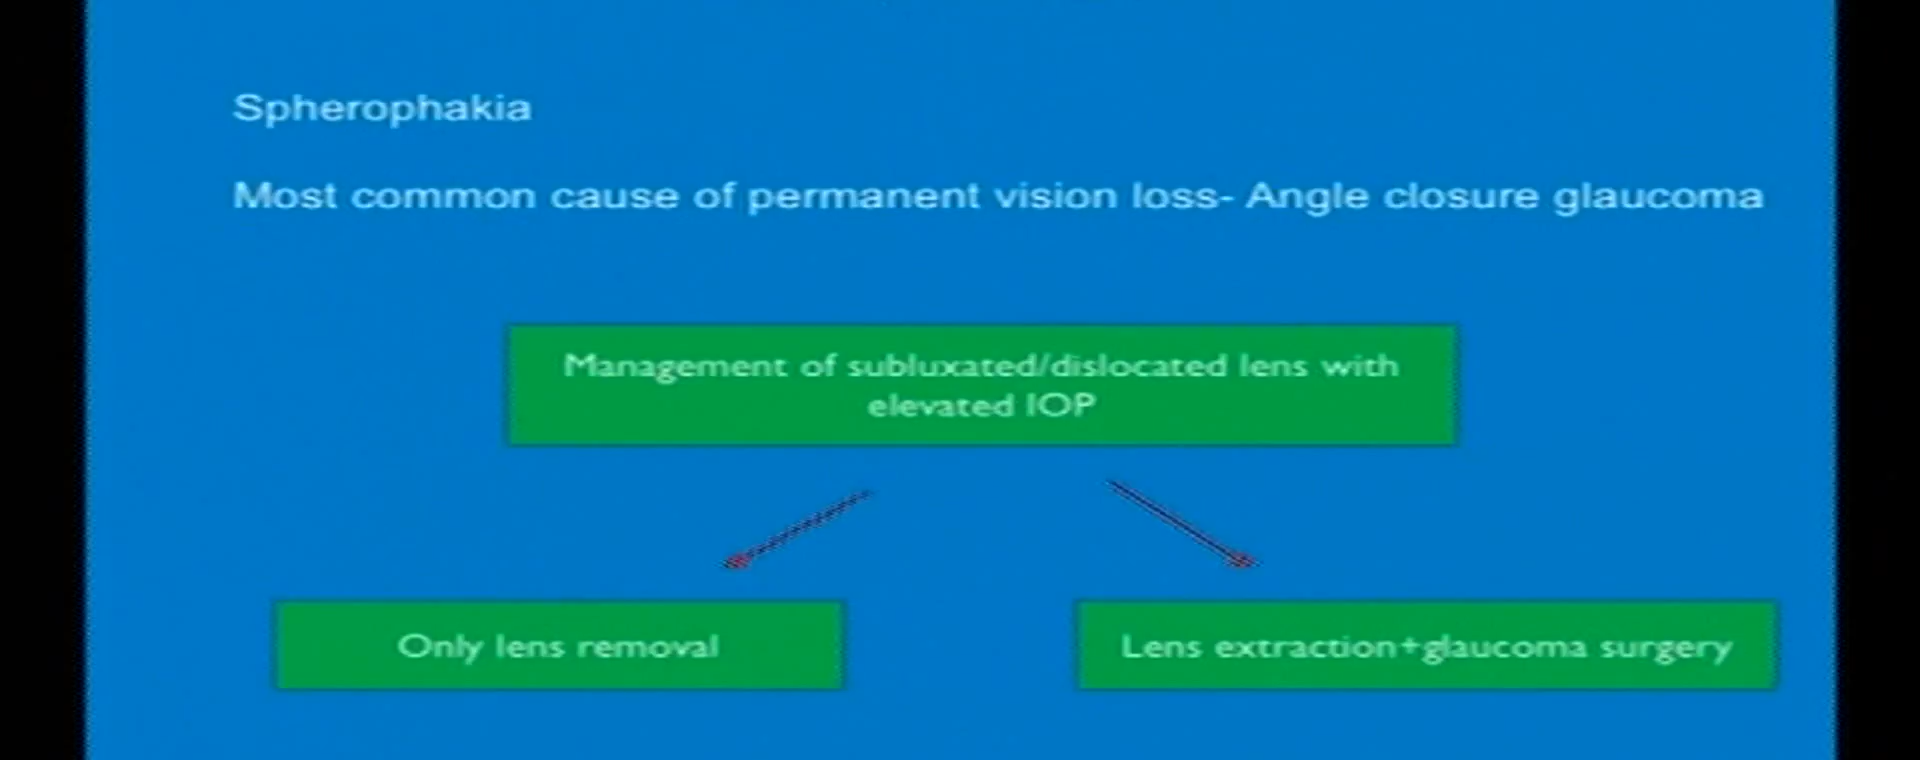 Spherophakia
Most common cause of permanent vision loss- Angle closure glaucoma
Management of subluxated/dislocated lens with
elevated IOP
Only lens removal
Lens extraction+glaucoma surgery